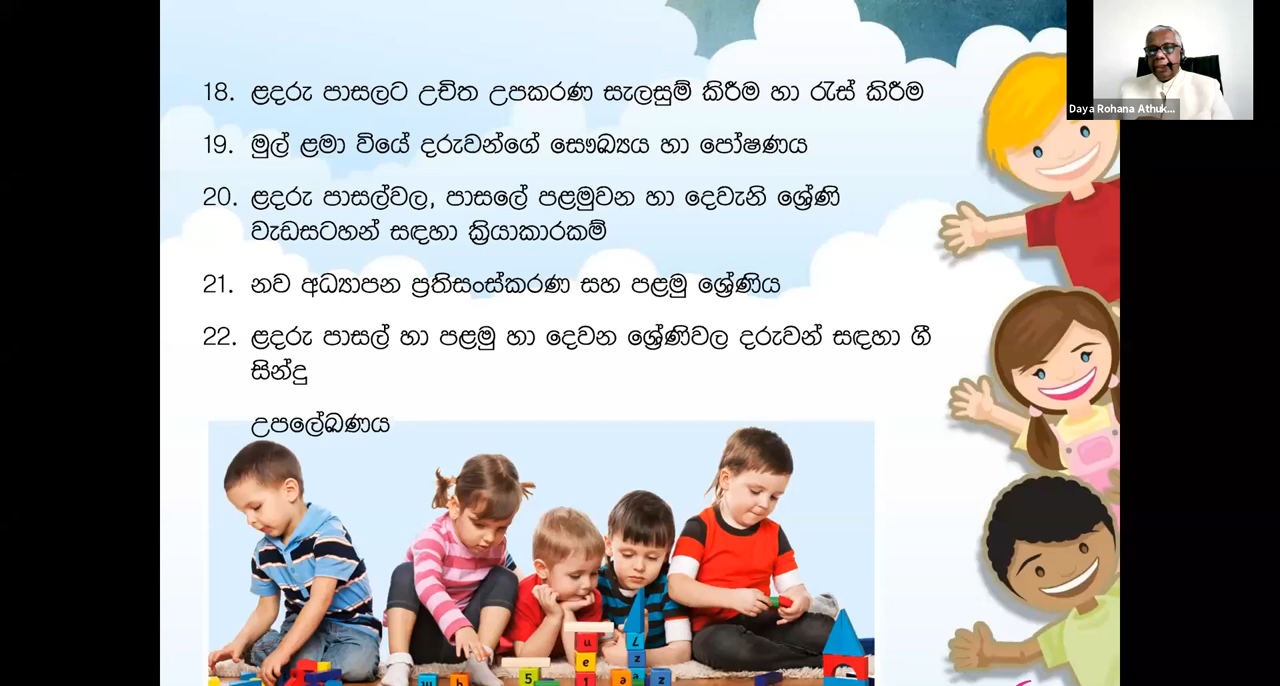 18. ළදරු පාසලට උචිත උපකරණ සැලසුම් කිරීම හා රැස් කිරීම
19. මුල් ළමා වියේ දරුවන්ගේ සෞඛ්‍යය හා පෝෂණය
20. ළදරු පාසල්වල, පාසලේ පළමුවන හා දෙවැනි ශ්‍රේණි
වැඩසටහන් සඳහා ක්‍රියාකාරකම්
21. නව අධ්‍යාපන ප්‍රතිසංස්කරණ සහ පළමු ශ්‍රේණිය
22. ළදරු පාසල් හා පළමු හා දෙවන ශ්‍රේණිවල දරුවන් සඳහා ගී
සින්දු
උපලේඛණය
Daya Rohana Athuk...